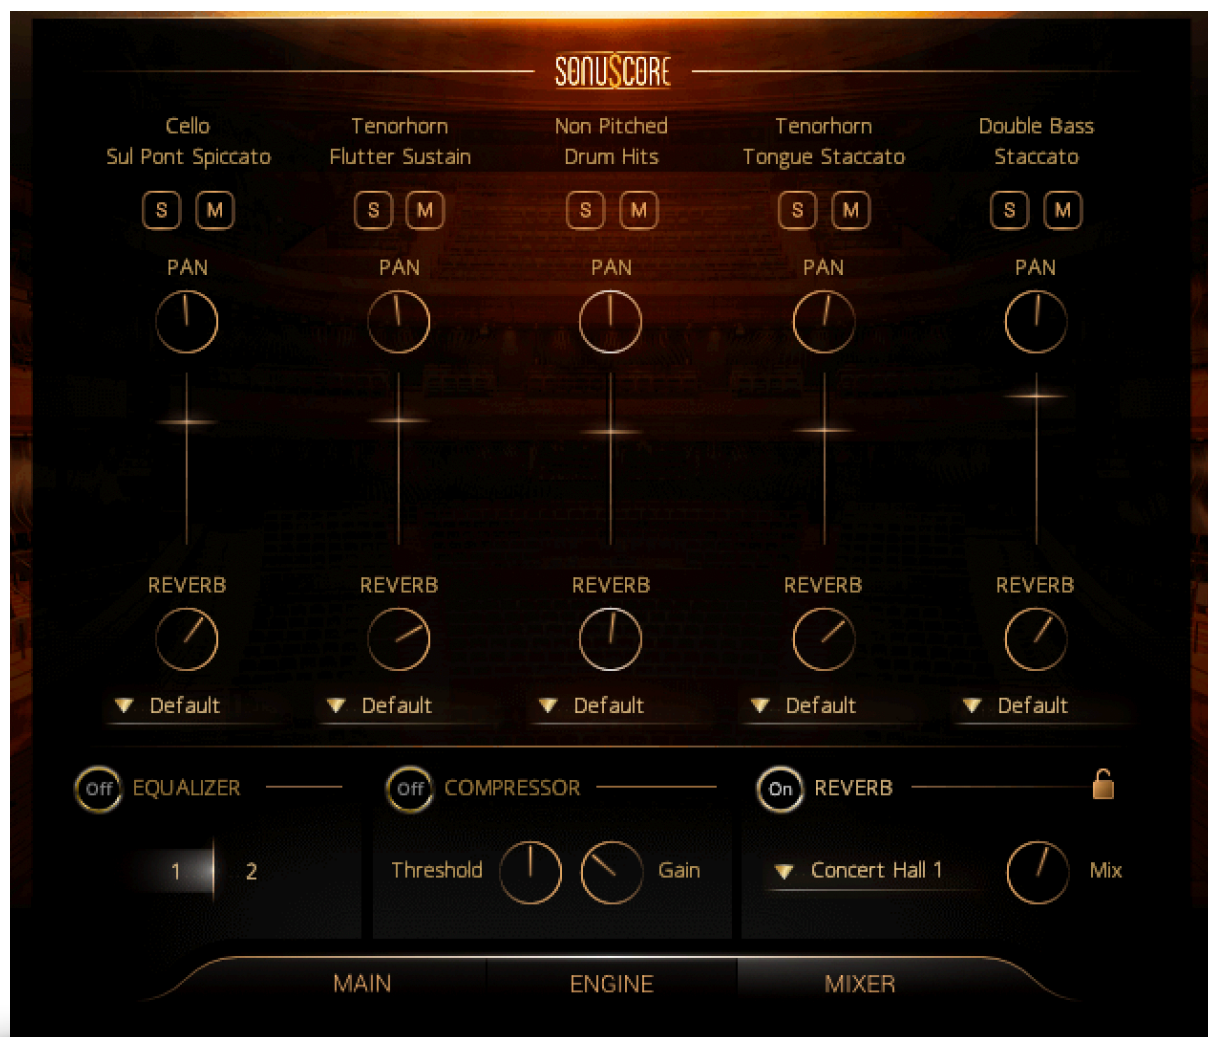 SONUSCORE
Cello
Sul Pont Spiccato
Tenorhorn
Flutter Sustain
Non Pitched
Drum Hits
Tenorhorn
Tongue Staccato
Double Bass
Staccato
S M S M S M S M S M
PAN PAN PAN PAN PAN
REVERB REVERB REVERB REVERB REVERB
Default Default Default Default Default
Off EQUALIZER
1 2
Off COMPRESSOR
Threshold Gain
On REVERB
Concert Hall 1 Mix
MAIN ENGINE MIXER